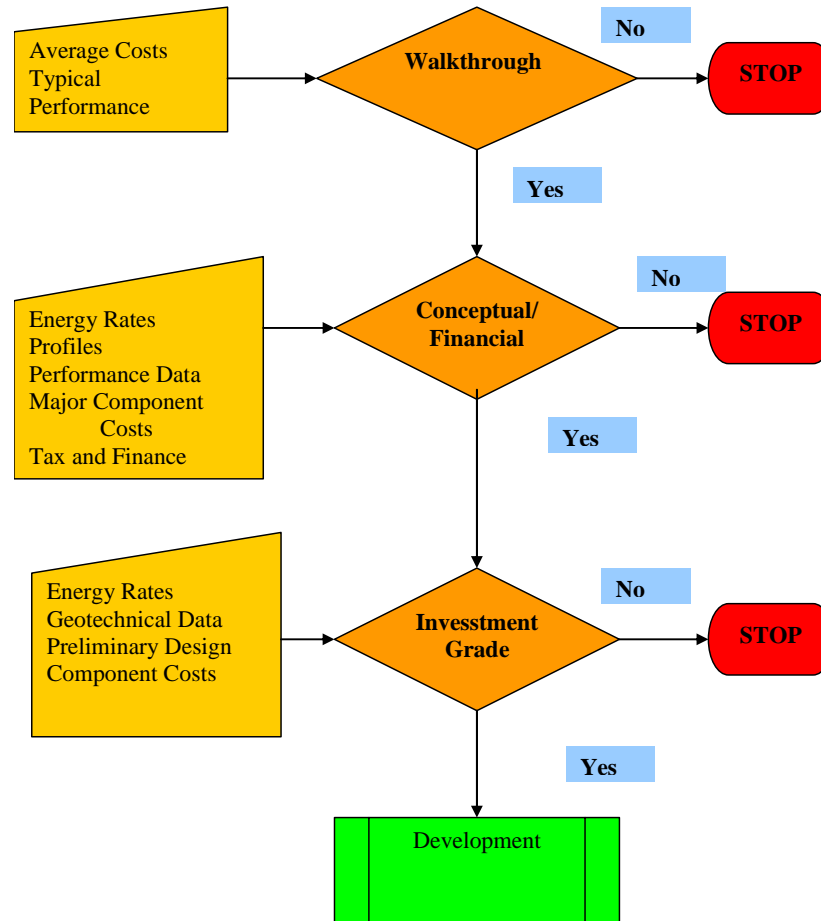 Average Costs
Typical
Performance
Walkthrough
No
STOP
Yes
Energy Rates
Profiles
Performance Data
Major Component
Costs
Tax and Finance
Conceptual/
Financial
No
STOP
Yes
Energy Rates
Geotechnical Data
Preliminary Design
Component Costs
Invesstment
Grade
No
STOP
Yes
Development